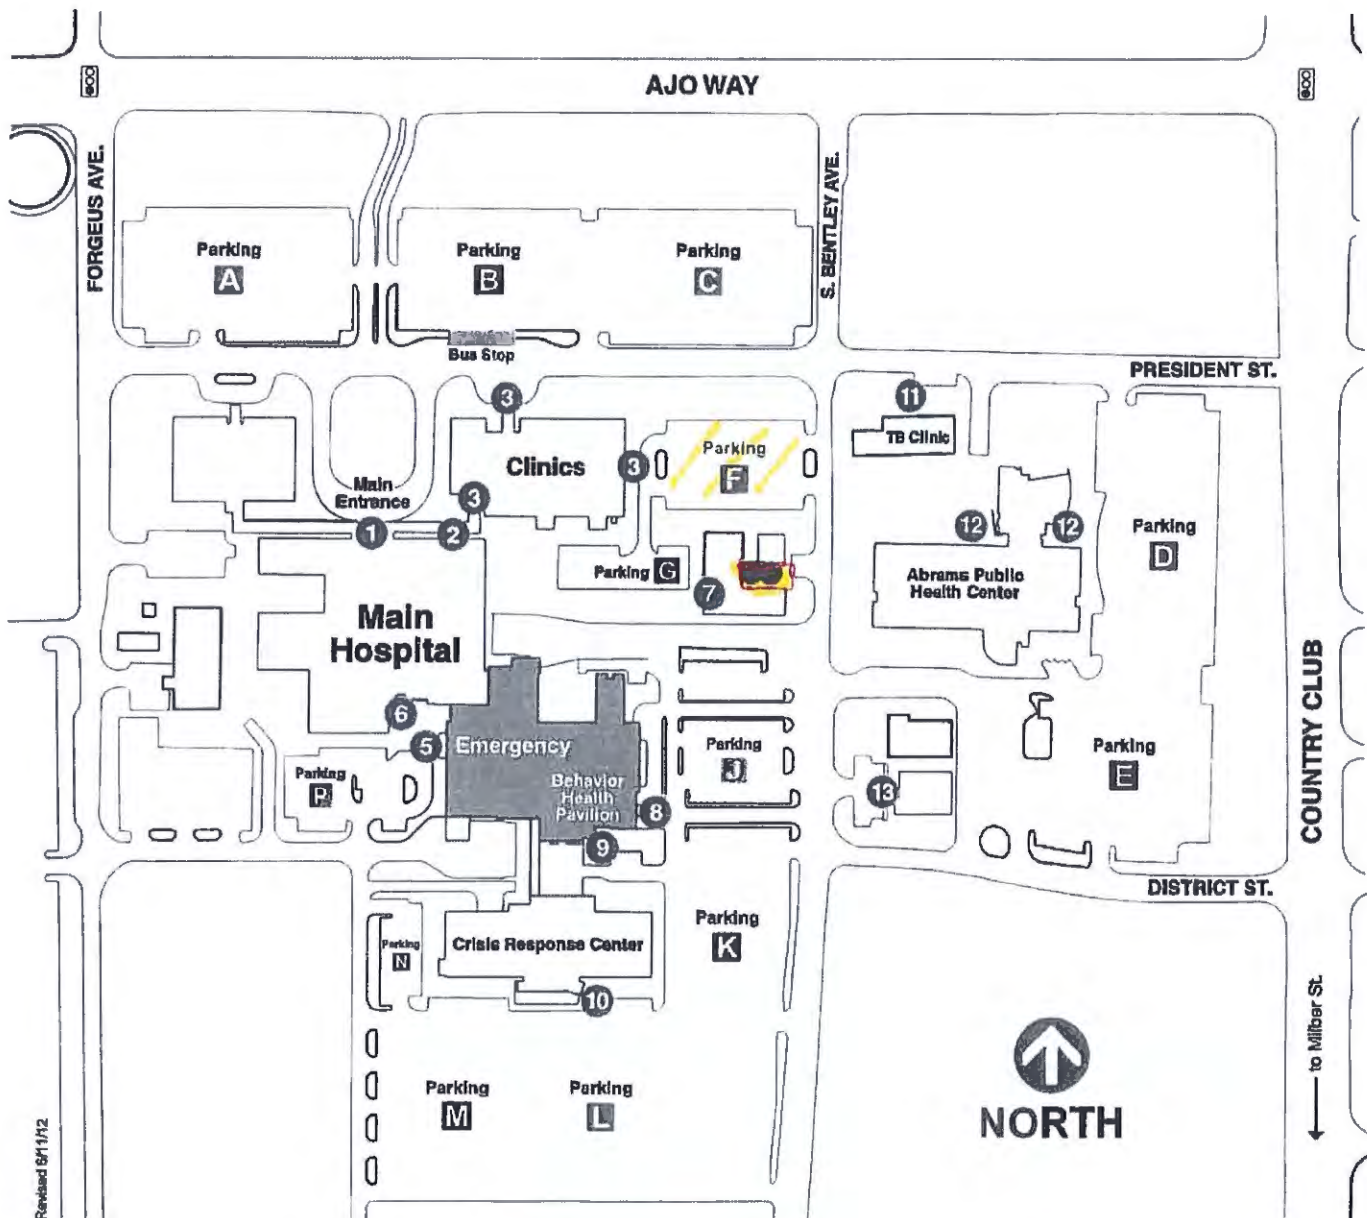 AJO WAY
FORGEUS AVE.
S. BENTLEY AVE.
Parking
A
Parking
B
Parking
C
Bus Stop
PRESIDENT ST.
3
11
TB Clinic
Clinics
3
Parking
F
Main
Entrance
3
1
2
12
12
Parking
D
Parking G
7
Abrams Public
Health Center
Main
Hospital
6
5
Emergency
Behavior
Health
Pavilion
8
9
Parking
P
Parking
J
13
Parking
E
COUNTRY CLUB
DISTRICT ST.
Parking
N
Crisis Response Center
10
Parking
K
to Milber St.
Parking
M
Parking
L
NORTH
Revised 6/11/12